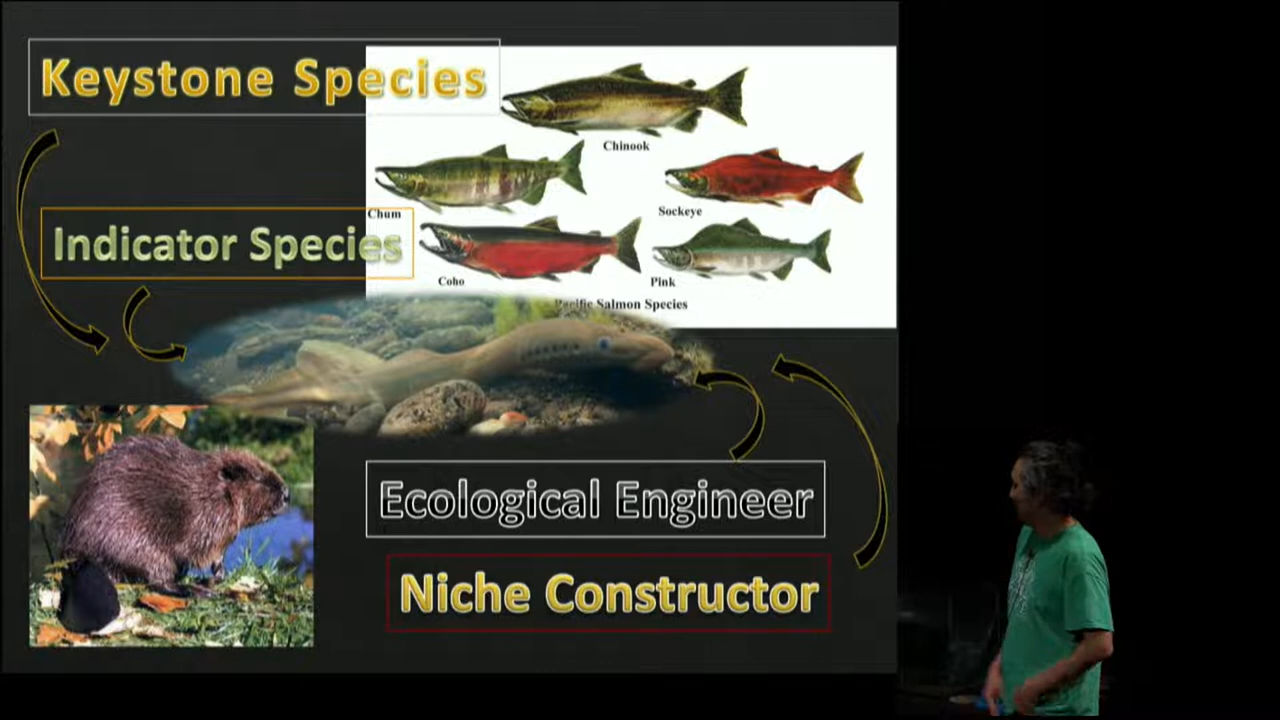 Keystone Species
Chinook
Chum
Sockeye
Indicator Species
Coho
Pink
Pacific Salmon Species
Ecological Engineer
Niche Constructor